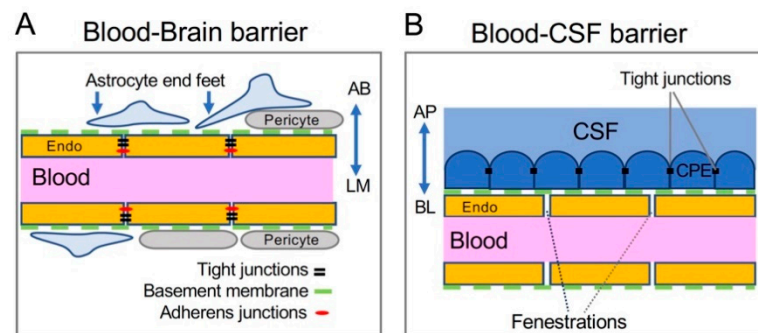 A
Blood-Brain barrier
Astrocyte end feet
AB
Pericyte
Endo
Blood
LM
Pericyte
Tight junctions
Basement membrane
Adherens junctions
B
Blood-CSF barrier
Tight junctions
AP
CSF
CPE
BL
Endo
Blood
Fenestrations